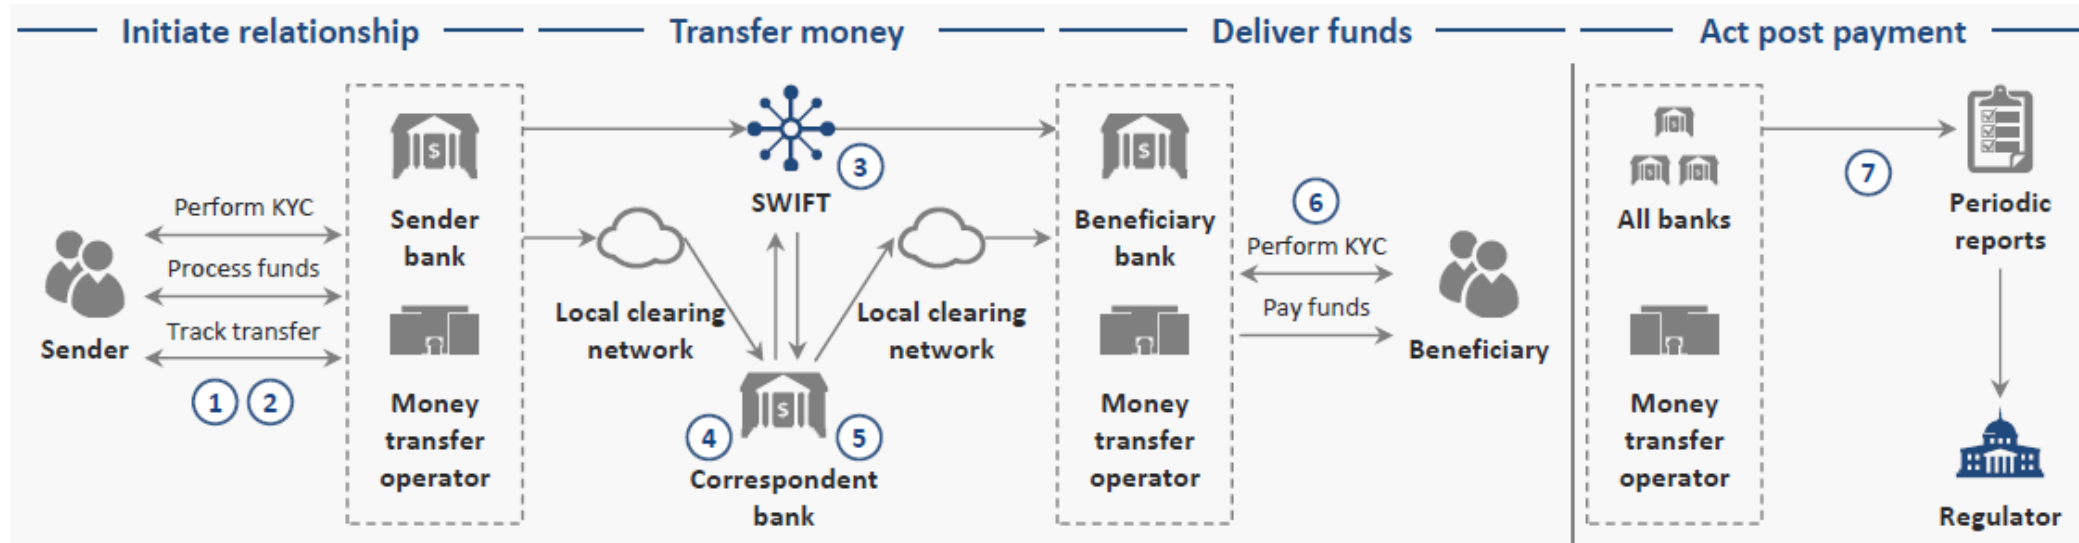 Initiate relationship
Transfer money
Deliver funds
Act post payment
Perform KYC
Process funds
Track transfer
Sender
1
2
$
Sender
bank
Money
transfer
operator
SWIFT
3
Local clearing
network
Local clearing
network
$
4
5
Correspondent
bank
$
Beneficiary
bank
Money
transfer
operator
6
Perform KYC
Pay funds
Beneficiary
All banks
Money
transfer
operator
7
Periodic
reports
Regulator